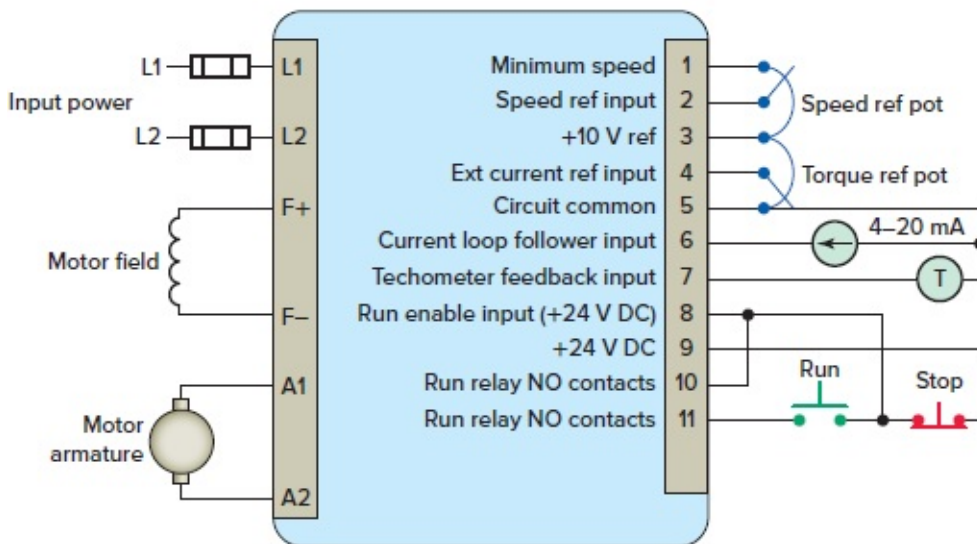 L1
L1
Input power
L2
L2
F+
Motor field
F−
A1
Motor
armature
A2
Minimum speed 1
Speed ref input 2
+10 V ref 3
Ext current ref input 4
Circuit common 5
Current loop follower input 6
Techometer feedback input 7
Run enable input (+24 V DC) 8
+24 V DC 9
Run relay NO contacts 10
Run relay NO contacts 11
Speed ref pot
Torque ref pot
4–20 mA
T
Run
Stop